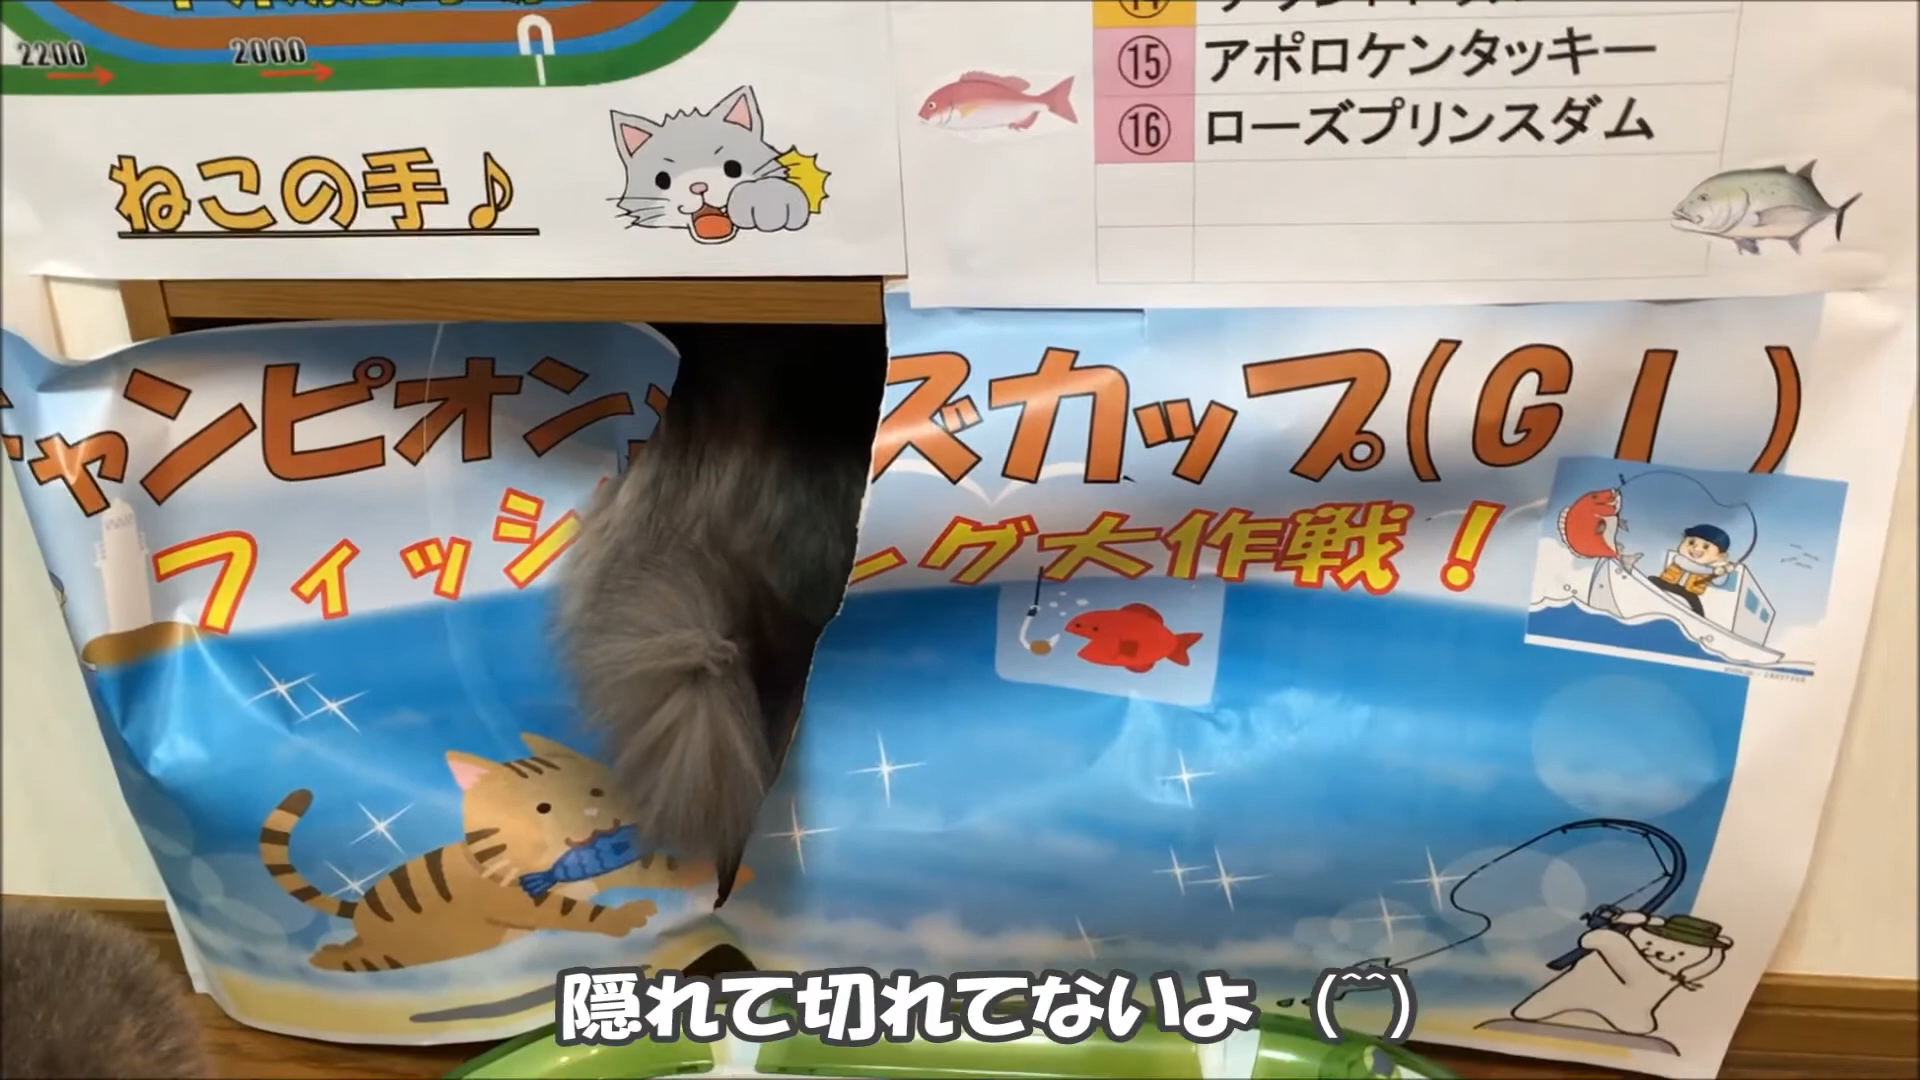 2200
2000
⑮ アポロケンタッキー
⑯ ローズプリンスダム
ねこの手♪
チャンピオンズカップ(GI)
フィッシング大作戦!
隠れて切れてないよ (^^)